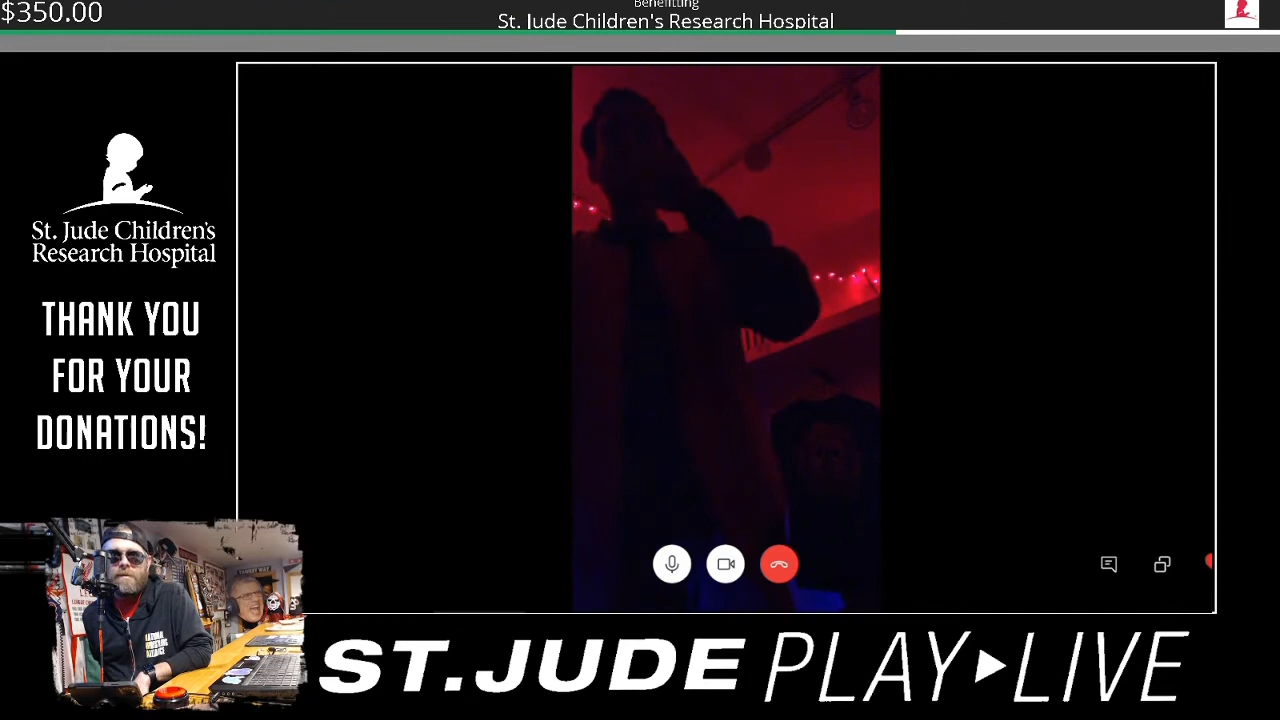 $350.00
Benefitting
St. Jude Children's Research Hospital
St. Jude Children's
Research Hospital
THANK YOU
FOR YOUR
DONATIONS!
ST. JUDE PLAY LIVE